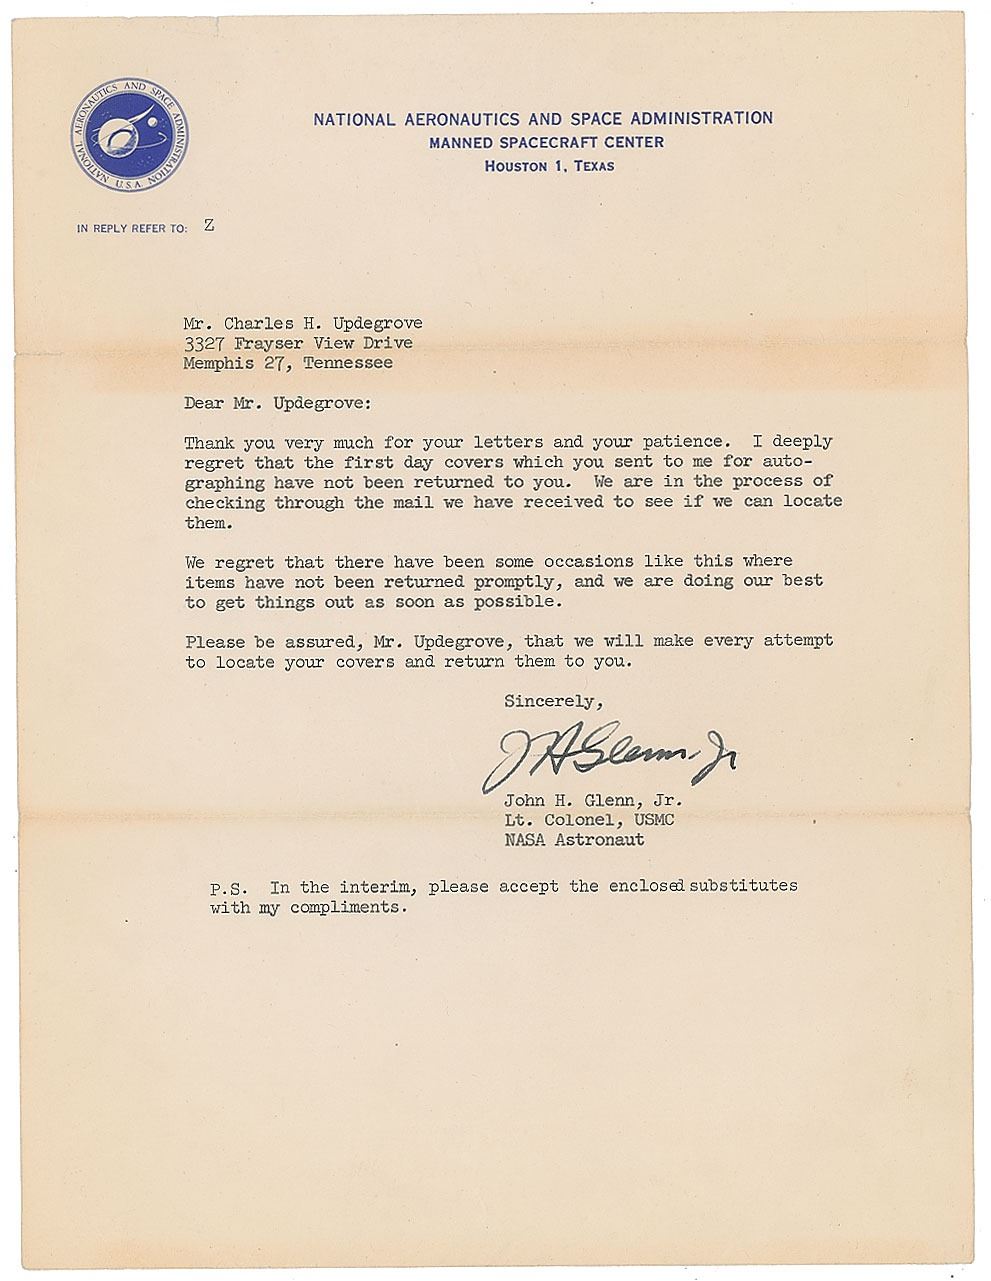 NATIONAL AERONAUTICS AND SPACE ADMINISTRATION
U.S.A.
NATIONAL AERONAUTICS AND SPACE ADMINISTRATION
MANNED SPACECRAFT CENTER
HOUSTON 1, TEXAS
IN REPLY REFER TO: Z
Mr. Charles H. Updegrove
3327 Frayser View Drive
Memphis 27, Tennessee
Dear Mr. Updegrove:
Thank you very much for your letters and your patience. I deeply
regret that the first day covers which you sent to me for auto-
graphing have not been returned to you. We are in the process of
checking through the mail we have received to see if we can locate
them.
We regret that there have been some occasions like this where
items have not been returned promptly, and we are doing our best
to get things out as soon as possible.
Please be assured, Mr. Updegrove, that we will make every attempt
to locate your covers and return them to you.
Sincerely,
J H Glenn Jr
John H. Glenn, Jr.
Lt. Colonel, USMC
NASA Astronaut
P.S. In the interim, please accept the enclosed substitutes
with my compliments.